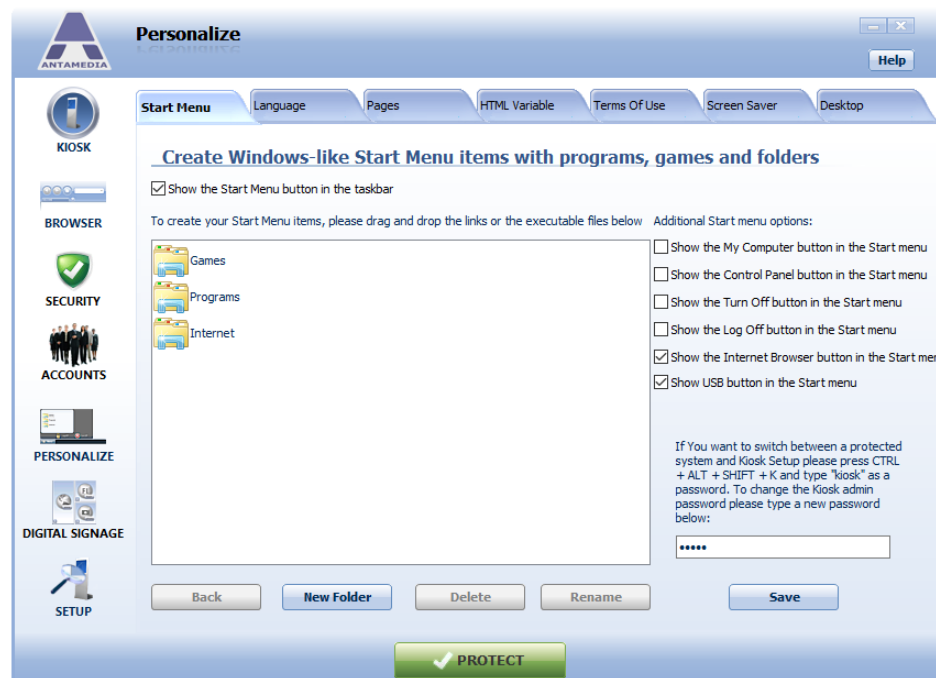 Personalize
ANTAMEDIA
Help
Start Menu
Language
Pages
HTML Variable
Terms Of Use
Screen Saver
Desktop
KIOSK
BROWSER
SECURITY
ACCOUNTS
PERSONALIZE
DIGITAL SIGNAGE
SETUP
Create Windows-like Start Menu items with programs, games and folders
Show the Start Menu button in the taskbar
To create your Start Menu items, please drag and drop the links or the executable files below
Games
Programs
Internet
Additional Start menu options:
Show the My Computer button in the Start menu
Show the Control Panel button in the Start menu
Show the Turn Off button in the Start menu
Show the Log Off button in the Start menu
Show the Internet Browser button in the Start me
Show USB button in the Start menu
If You want to switch between a protected
system and Kiosk Setup please press CTRL
+ ALT + SHIFT + K and type "kiosk" as a
password. To change the Kiosk admin
password please type a new password
below:
•••••
Back
New Folder
Delete
Rename
Save
PROTECT